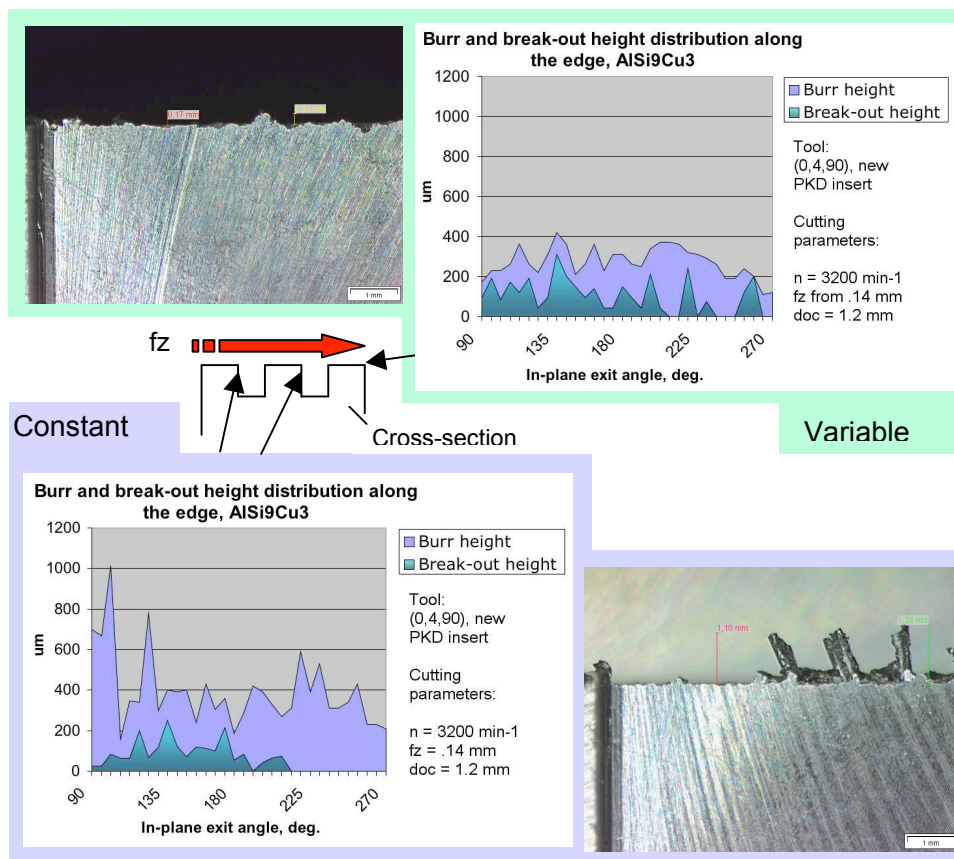 0,17 mm
1 mm
Burr and break-out height distribution along
the edge, AlSi9Cu3
1200
1000
800
600
400
200
0
um
90
135
180
225
270
In-plane exit angle, deg.
Burr height
Break-out height
Tool:
(0,4,90), new
PKD insert
Cutting
parameters:
n = 3200 min-1
fz from .14 mm
doc = 1.2 mm
fz
Constant
Cross-section
Variable
Burr and break-out height distribution along
the edge, AlSi9Cu3
1200
1000
800
600
400
200
0
um
90
135
180
225
270
In-plane exit angle, deg.
Burr height
Break-out height
Tool:
(0,4,90), new
PKD insert
Cutting
parameters:
n = 3200 min-1
fz = .14 mm
doc = 1.2 mm
1,10 mm
1 mm